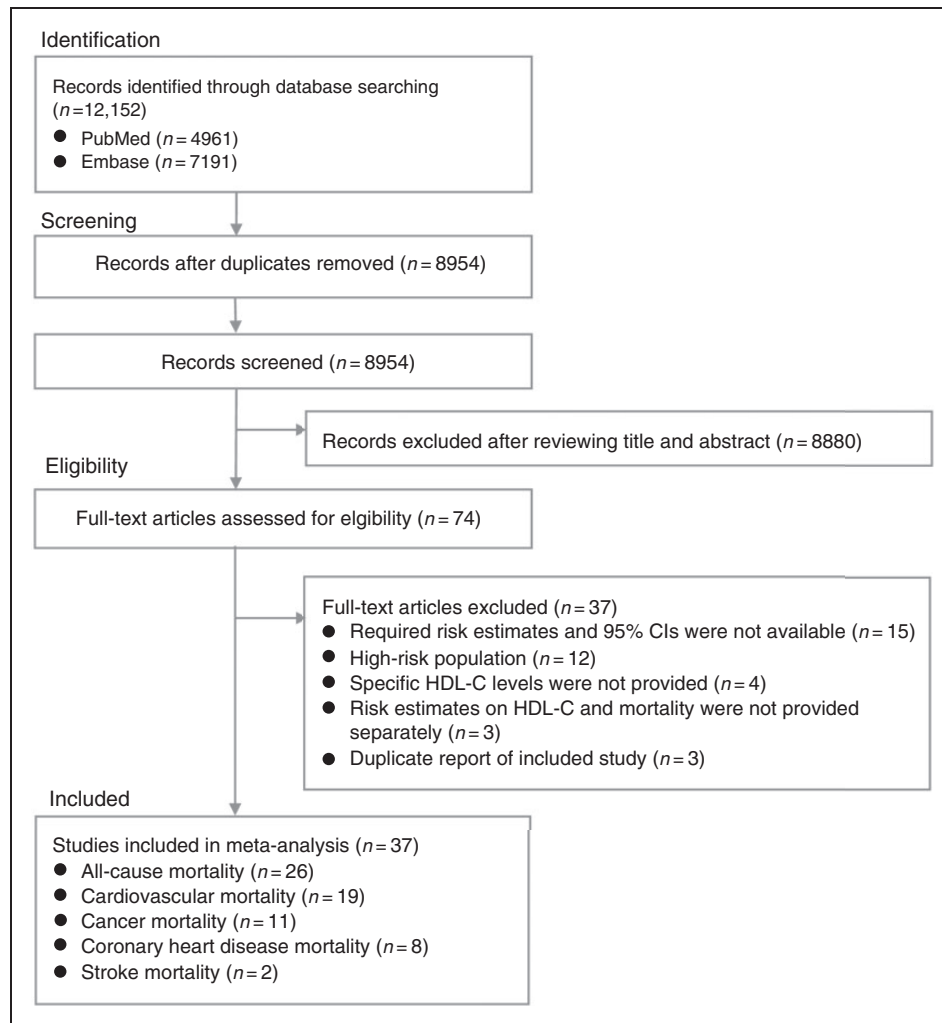 Identification
Records identified through database searching
(n=12,152)
● PubMed (n = 4961)
● Embase (n = 7191)
Screening
Records after duplicates removed (n = 8954)
Records screened (n = 8954)
Records excluded after reviewing title and abstract (n = 8880)
Eligibility
Full-text articles assessed for elgibility (n = 74)
Full-text articles excluded (n = 37)
● Required risk estimates and 95% CIs were not available (n = 15)
● High-risk population (n = 12)
● Specific HDL-C levels were not provided (n = 4)
● Risk estimates on HDL-C and mortality were not provided
separately (n = 3)
● Duplicate report of included study (n = 3)
Included
Studies included in meta-analysis (n = 37)
● All-cause mortality (n = 26)
● Cardiovascular mortality (n = 19)
● Cancer mortality (n = 11)
● Coronary heart disease mortality (n = 8)
● Stroke mortality (n = 2)